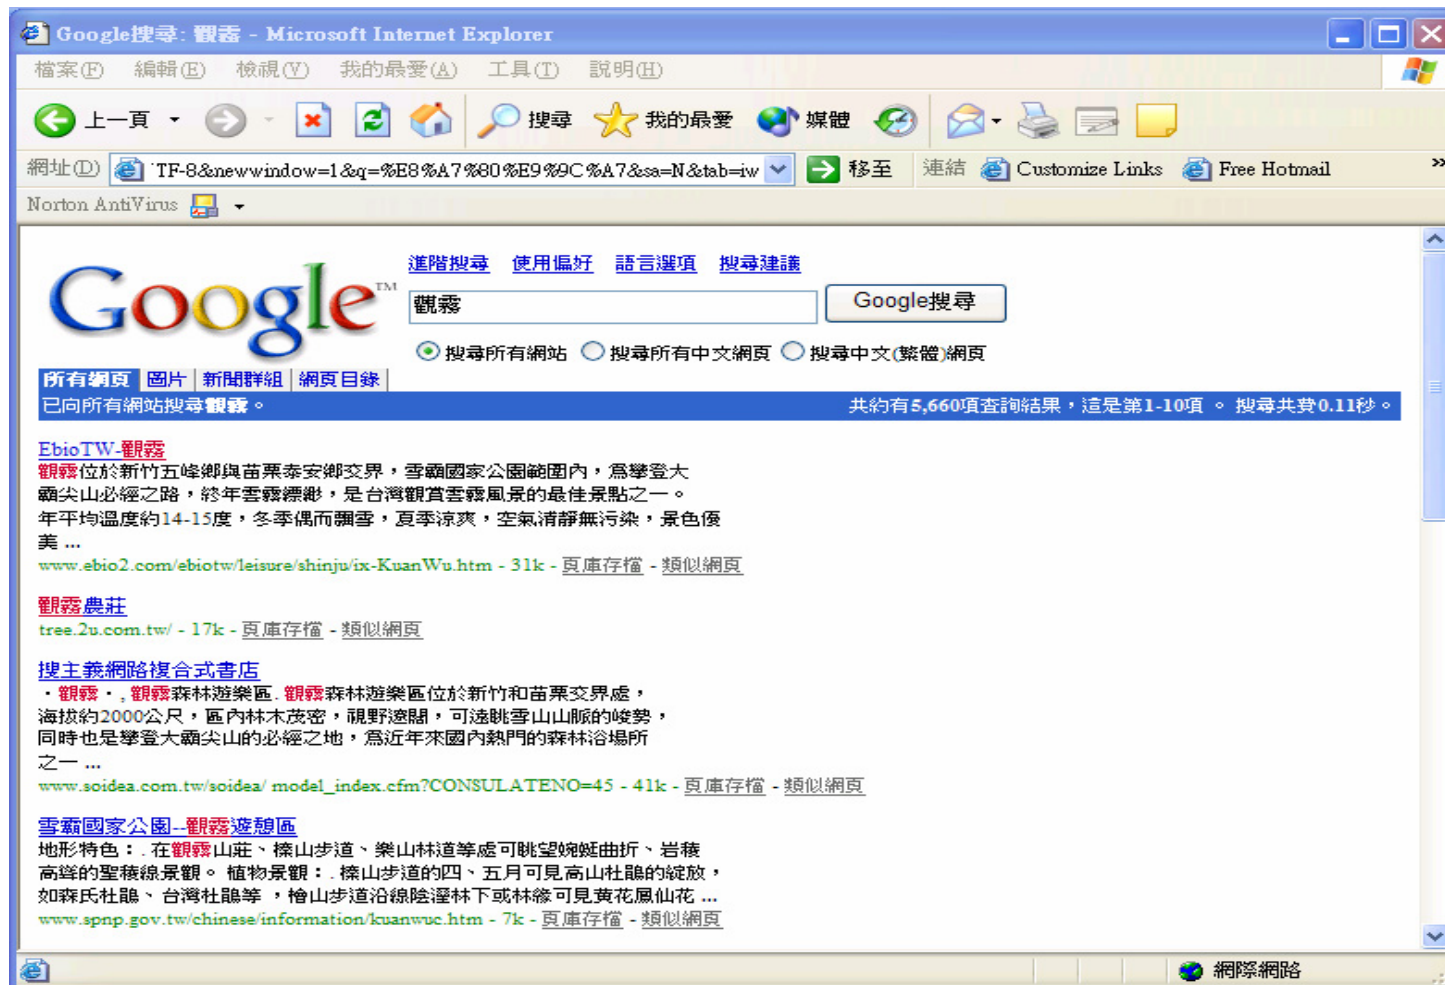 Google搜尋: 觀霧 - Microsoft Internet Explorer
檔案(F) 編輯(E) 檢視(V) 我的最愛(A) 工具(T) 說明(H)
上一頁 搜尋 我的最愛 媒體
網址(D) TF-8&newwindow=1&q=%E8%A7%80%E9%9C%A7&sa=N&tab=iw 移至 連結 Customize Links Free Hotmail »
Norton AntiVirus
Google™
進階搜尋 使用偏好 語言選項 搜尋建議
觀霧 Google搜尋
搜尋所有網站 搜尋所有中文網頁 搜尋中文(繁體)網頁
所有網頁 圖片 新聞群組 網頁目錄
已向所有網站搜尋觀霧。 共約有5,660項查詢結果，這是第1-10項 。 搜尋共費0.11秒。
EbioTW-觀霧
觀霧位於新竹五峰鄉與苗栗泰安鄉交界，雪霸國家公園範圍內，為攀登大
霸尖山必經之路，終年雲霧縹緲，是台灣觀賞雲霧風景的最佳景點之一。
年平均溫度約14-15度，冬季偶而飄雪，夏季涼爽，空氣清靜無污染，景色優
美 ...
www.ebio2.com/ebiotw/leisure/shinju/ix-KuanWu.htm - 31k - 頁庫存檔 - 類似網頁
觀霧農莊
tree.2u.com.tw/ - 17k - 頁庫存檔 - 類似網頁
搜主義網路複合式書店
‧觀霧‧, 觀霧森林遊樂區. 觀霧森林遊樂區位於新竹和苗栗交界處，
海拔約2000公尺，區內林木茂密，視野遼闊，可遠眺雪山山脈的峻勢，
同時也是攀登大霸尖山的必經之地，為近年來國內熱門的森林浴場所
之一 ...
www.soidea.com.tw/soidea/ model_index.cfm?CONSULATENO=45 - 41k - 頁庫存檔 - 類似網頁
雪霸國家公園--觀霧遊憩區
地形特色：. 在觀霧山莊、榛山步道、樂山林道等處可眺望婉蜒曲折、岩稜
高聳的聖稜線景觀。 植物景觀：. 榛山步道的四、五月可見高山杜鵑的綻放，
如森氏杜鵑、台灣杜鵑等 ，檜山步道沿線陰溼林下或林緣可見黃花鳳仙花 ...
www.spnp.gov.tw/chinese/information/kuanwuc.htm - 7k - 頁庫存檔 - 類似網頁
網際網路